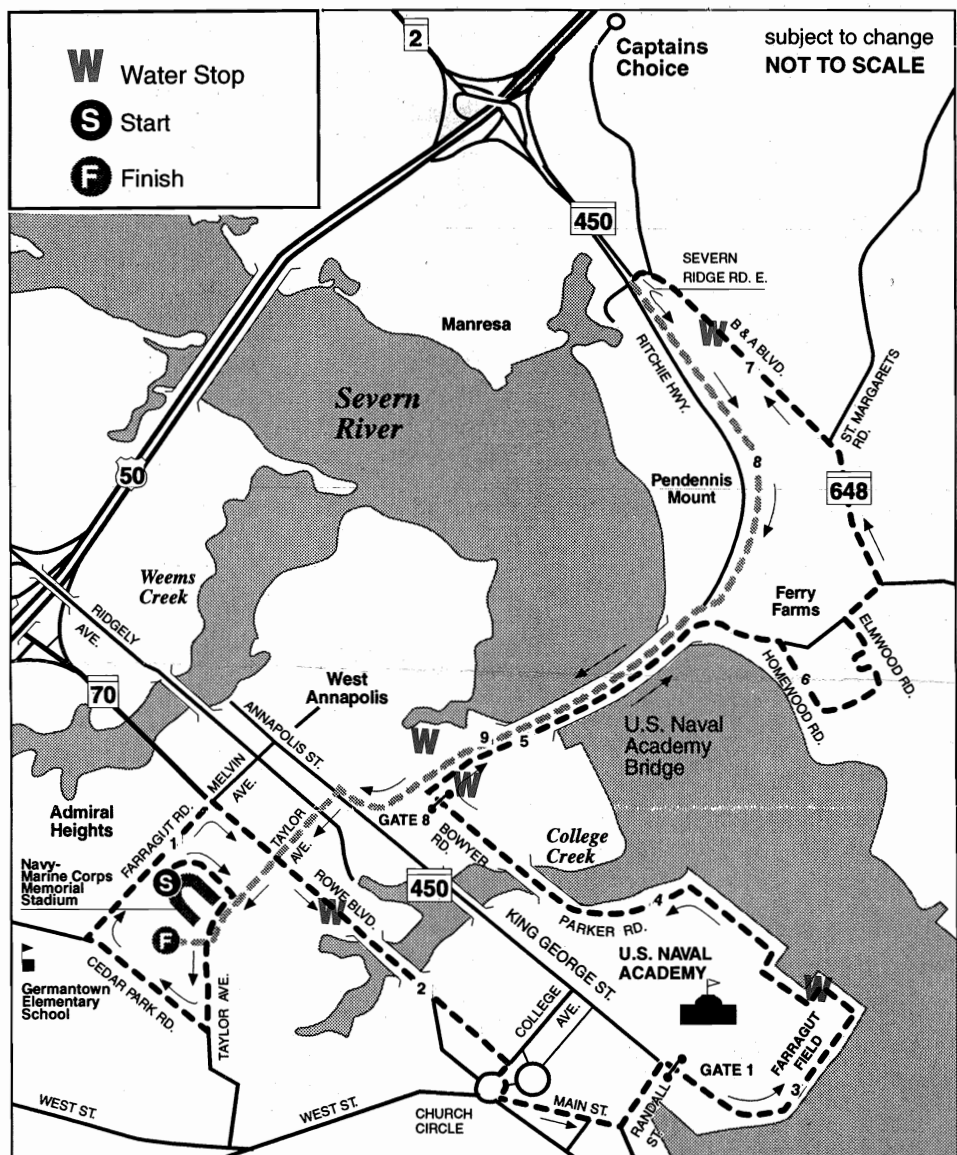 W Water Stop
S Start
F Finish
2
Captains
Choice
subject to change
NOT TO SCALE
450
SEVERN
RIDGE RD. E.
Manresa
W
B & A BLVD.
7
RITCHIE HWY.
Severn
River
ST. MARGARETS
RD.
50
8
Pendennis
Mount
648
Weems
Creek
Ferry
Farms
RIDGELY
AVE.
ELMWOOD RD.
HOMEWOOD RD.
6
70
West
Annapolis
ANNAPOLIS ST.
W
9
5
U.S. Naval
Academy
Bridge
MELVIN
AVE.
W
GATE 8
Admiral
Heights
FARRAGUT RD.
1
TAYLOR
AVE.
BOWYER
RD.
College
Creek
Navy-
Marine Corps
Memorial
Stadium
S
ROWE BLVD.
W
450
4
PARKER RD.
KING GEORGE ST.
F
U.S. NAVAL
ACADEMY
CEDAR PARK RD.
TAYLOR AVE.
Germantown
Elementary
School
2
COLLEGE
AVE.
W
FARRAGUT
FIELD
GATE 1
3
WEST ST.
WEST ST.
CHURCH
CIRCLE
MAIN ST.
RANDALL
ST.